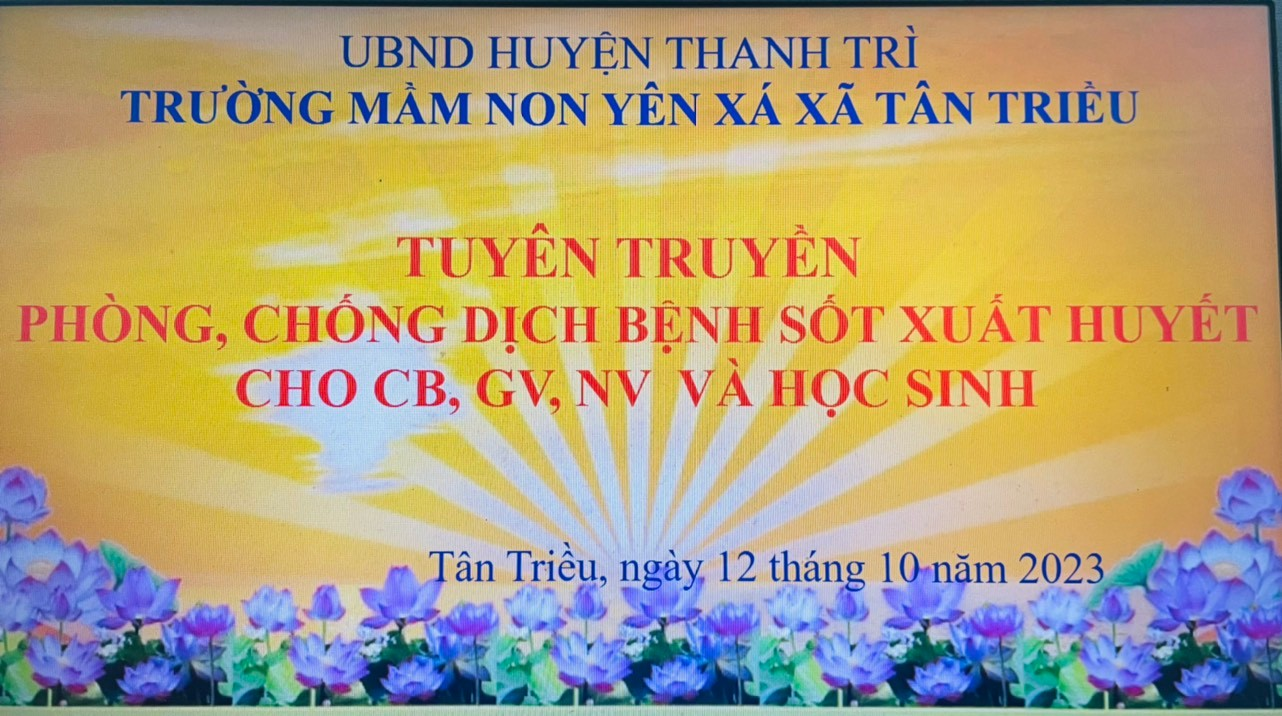 UBND HUYỆN THANH TRÌ
TRƯỜNG MẦM NON YÊN XÁ XÃ TÂN TRIỀU
TUYÊN TRUYỀN
PHÒNG, CHỐNG DỊCH BỆNH SỐT XUẤT HUYẾT
CHO CB, GV, NV VÀ HỌC SINH
Tân Triều, ngày 12 tháng 10 năm 2023